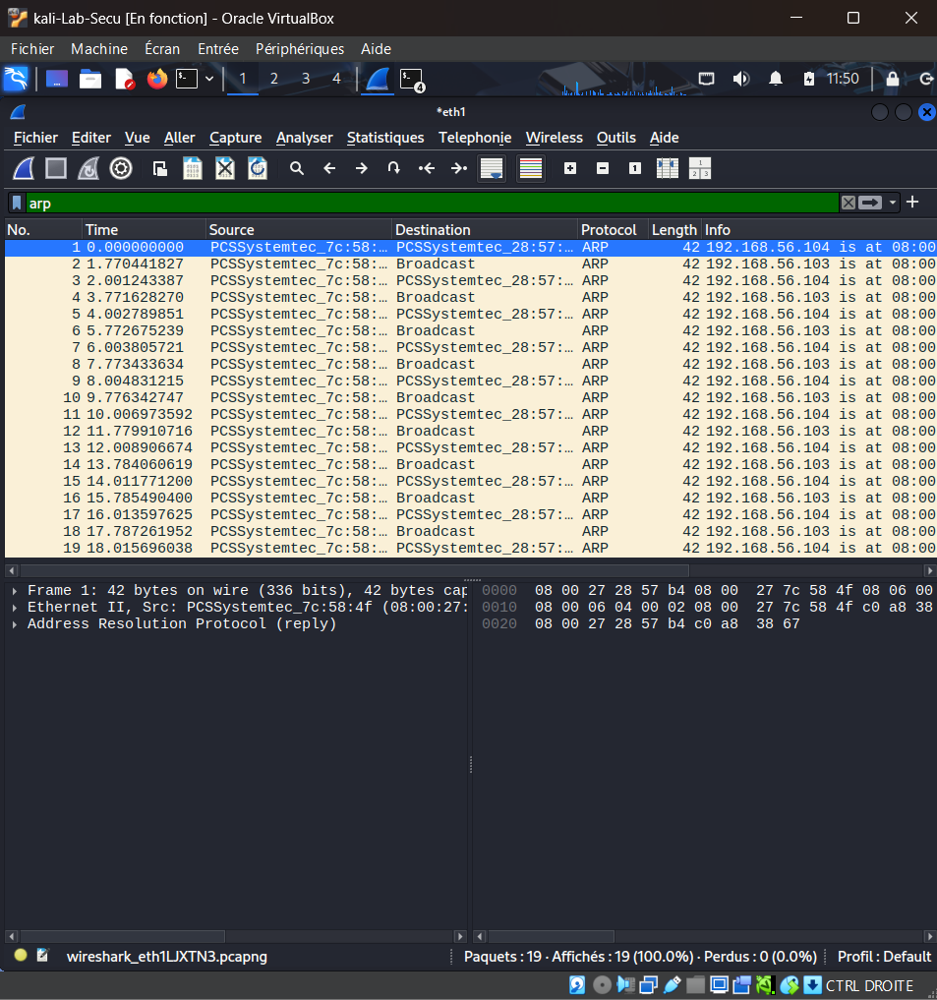 kali-Lab-Secu [En fonction] - Oracle VirtualBox
Fichier Machine Écran Entrée Périphériques Aide
1 2 3 4 4 11:50
*eth1
Fichier Editer Vue Aller Capture Analyser Statistiques Telephonie Wireless Outils Aide
arp
No. Time Source Destination Protocol Length Info
1 0.000000000 PCSSystemtec_7c:58:… PCSSystemtec_28:57:… ARP 42 192.168.56.104 is at 08:00
2 1.770441827 PCSSystemtec_7c:58:… Broadcast ARP 42 192.168.56.103 is at 08:00
3 2.001243387 PCSSystemtec_7c:58:… PCSSystemtec_28:57:… ARP 42 192.168.56.104 is at 08:00
4 3.771628270 PCSSystemtec_7c:58:… Broadcast ARP 42 192.168.56.103 is at 08:00
5 4.002789851 PCSSystemtec_7c:58:… PCSSystemtec_28:57:… ARP 42 192.168.56.104 is at 08:00
6 5.772675239 PCSSystemtec_7c:58:… Broadcast ARP 42 192.168.56.103 is at 08:00
7 6.003805721 PCSSystemtec_7c:58:… PCSSystemtec_28:57:… ARP 42 192.168.56.104 is at 08:00
8 7.773433634 PCSSystemtec_7c:58:… Broadcast ARP 42 192.168.56.103 is at 08:00
9 8.004831215 PCSSystemtec_7c:58:… PCSSystemtec_28:57:… ARP 42 192.168.56.104 is at 08:00
10 9.776342747 PCSSystemtec_7c:58:… Broadcast ARP 42 192.168.56.103 is at 08:00
11 10.006973592 PCSSystemtec_7c:58:… PCSSystemtec_28:57:… ARP 42 192.168.56.104 is at 08:00
12 11.779910716 PCSSystemtec_7c:58:… Broadcast ARP 42 192.168.56.103 is at 08:00
13 12.008906674 PCSSystemtec_7c:58:… PCSSystemtec_28:57:… ARP 42 192.168.56.104 is at 08:00
14 13.784060619 PCSSystemtec_7c:58:… Broadcast ARP 42 192.168.56.103 is at 08:00
15 14.011771200 PCSSystemtec_7c:58:… PCSSystemtec_28:57:… ARP 42 192.168.56.104 is at 08:00
16 15.785490400 PCSSystemtec_7c:58:… Broadcast ARP 42 192.168.56.103 is at 08:00
17 16.013597625 PCSSystemtec_7c:58:… PCSSystemtec_28:57:… ARP 42 192.168.56.104 is at 08:00
18 17.787261952 PCSSystemtec_7c:58:… Broadcast ARP 42 192.168.56.103 is at 08:00
19 18.015696038 PCSSystemtec_7c:58:… PCSSystemtec_28:57:… ARP 42 192.168.56.104 is at 08:00
Frame 1: 42 bytes on wire (336 bits), 42 bytes cap
Ethernet II, Src: PCSSystemtec_7c:58:4f (08:00:27:
Address Resolution Protocol (reply)
0000 08 00 27 28 57 b4 08 00 27 7c 58 4f 08 06 00
0010 08 00 06 04 00 02 08 00 27 7c 58 4f c0 a8 38
0020 08 00 27 28 57 b4 c0 a8 38 67
wireshark_eth1LJXTN3.pcapng
Paquets : 19 · Affichés : 19 (100.0%) · Perdus : 0 (0.0%)
Profil : Default
CTRL DROITE